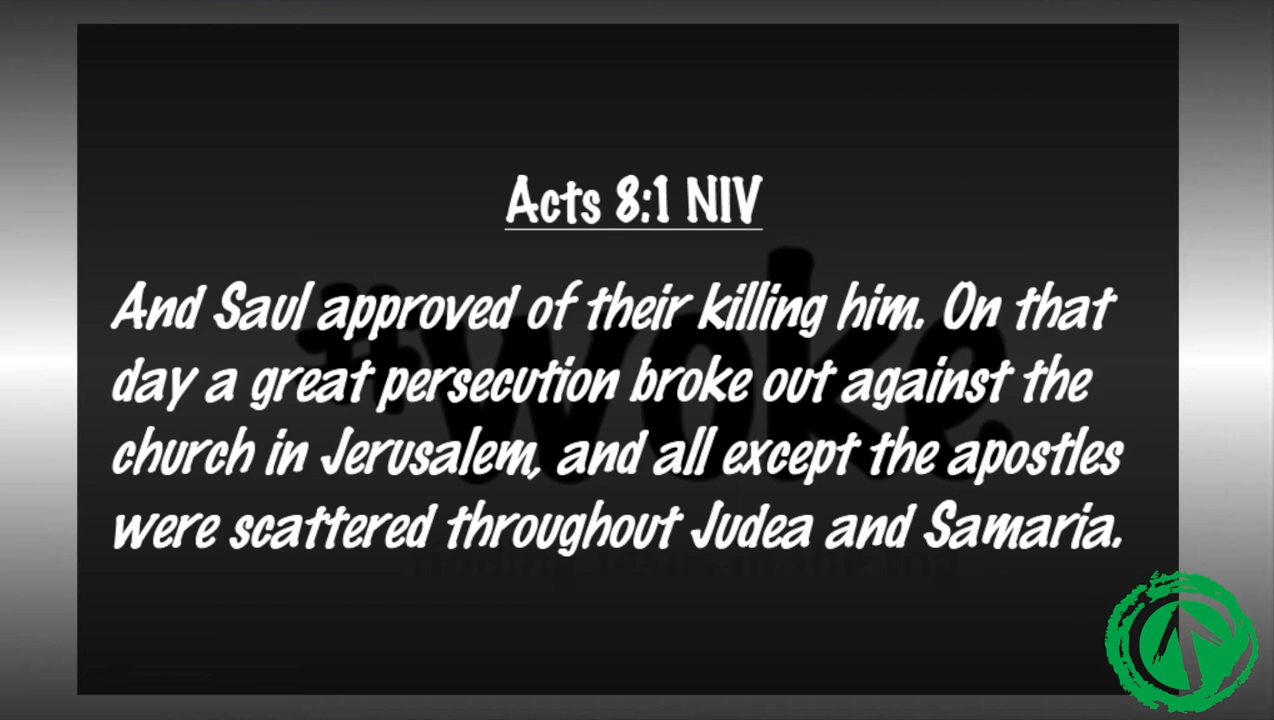 Acts 8:1 NIV
And Saul approved of their killing him. On that
day a great persecution broke out against the
church in Jerusalem, and all except the apostles
were scattered throughout Judea and Samaria.
#woke